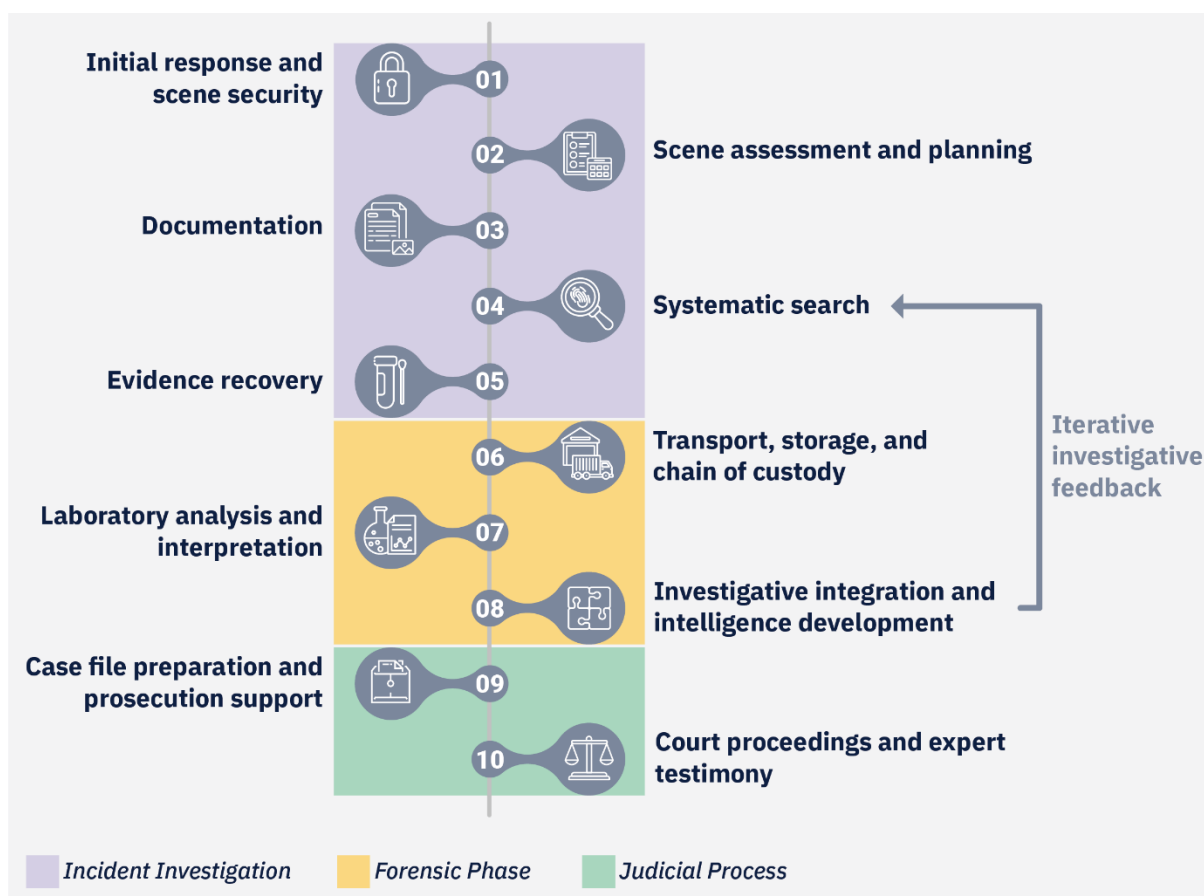 Initial response and
scene security
01
02
Scene assessment and planning
Documentation
03
04
Systematic search
Evidence recovery
05
06
Transport, storage, and
chain of custody
Iterative
investigative
feedback
Laboratory analysis and
interpretation
07
08
Investigative integration and
intelligence development
Case file preparation and
prosecution support
09
10
Court proceedings and expert
testimony
Incident Investigation
Forensic Phase
Judicial Process